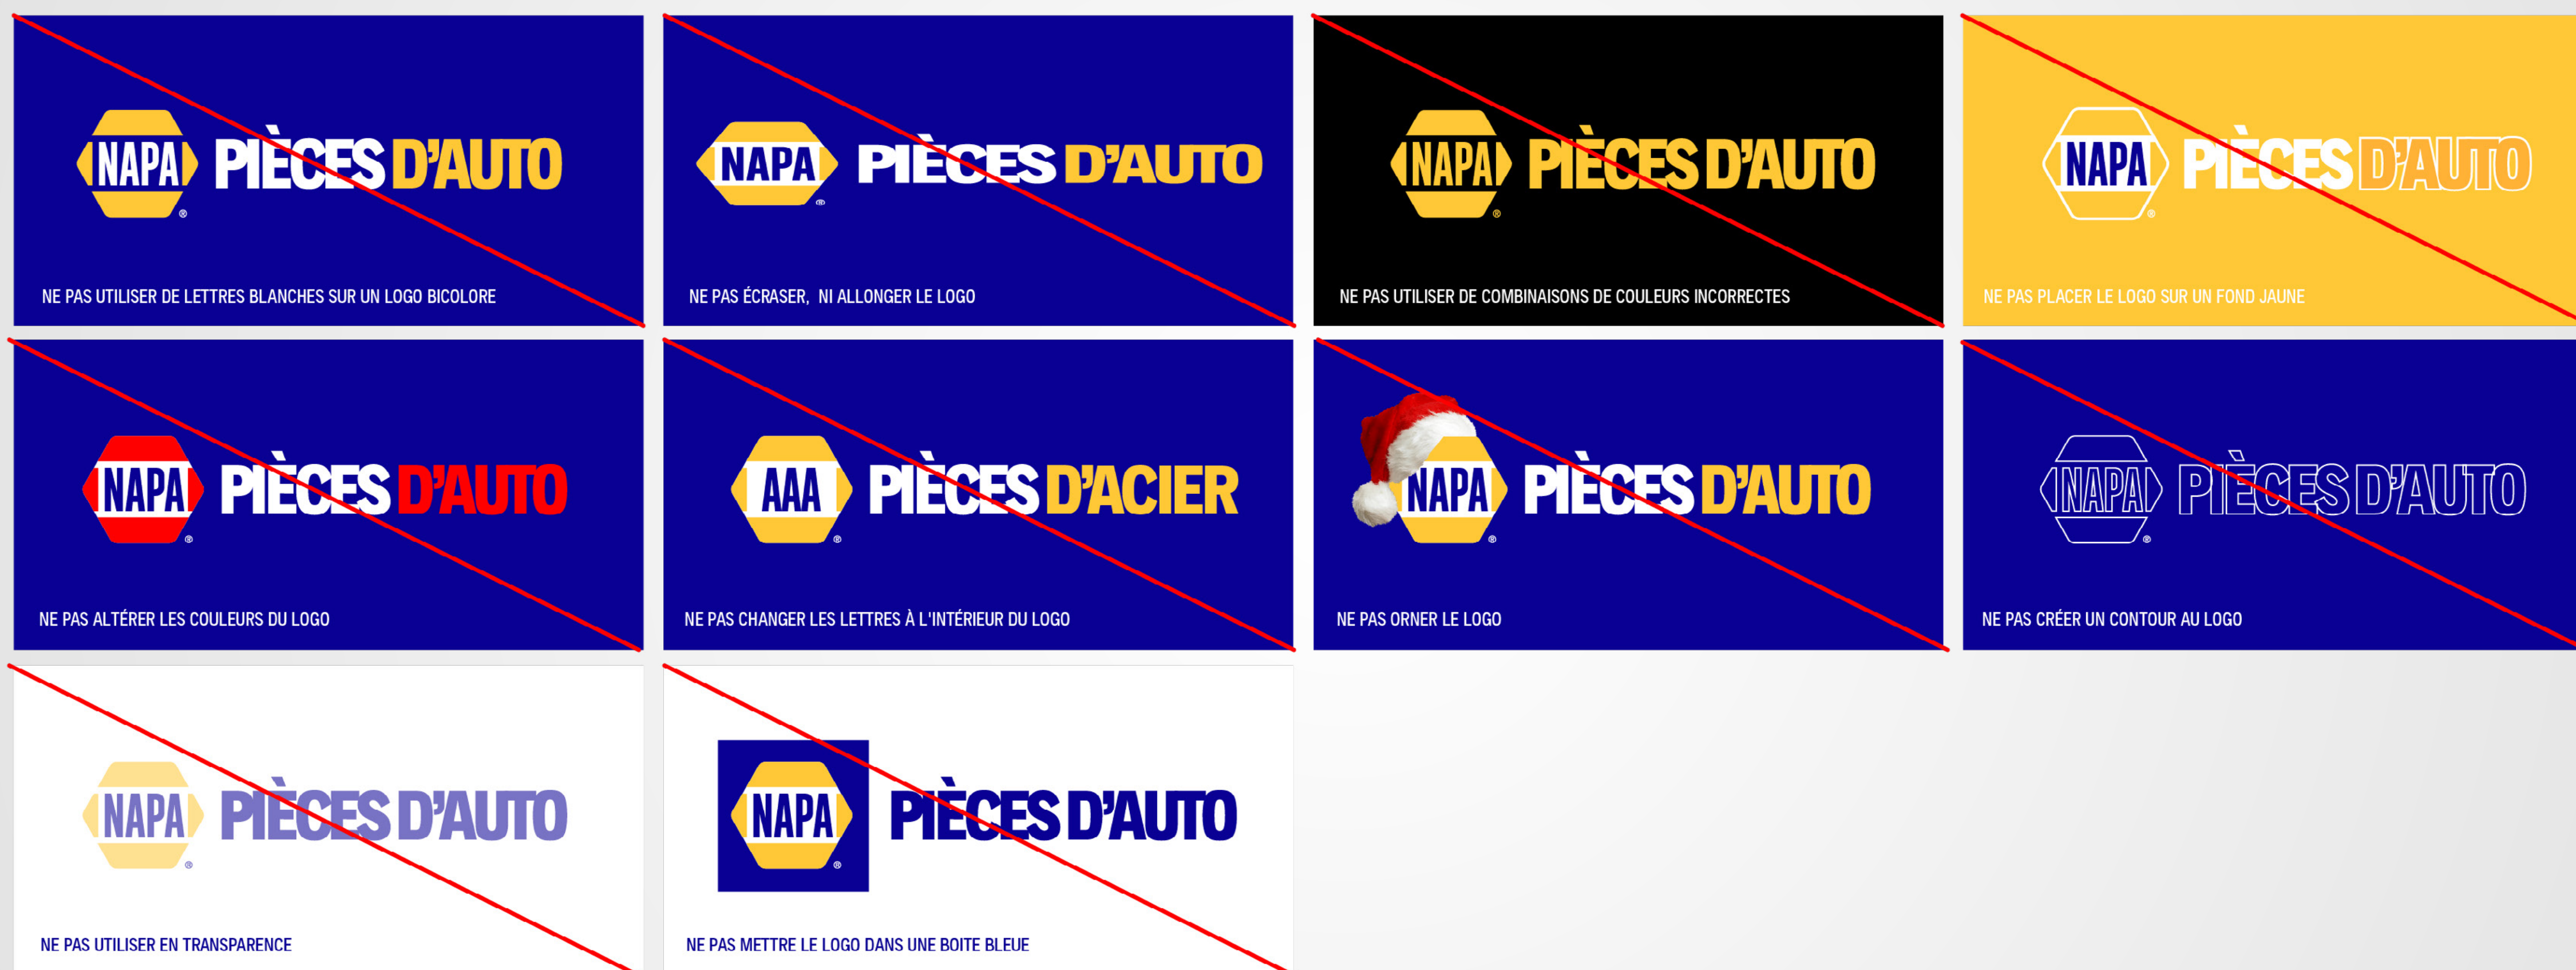 NAPA PIÈCES D'AUTO
®
NE PAS UTILISER DE LETTRES BLANCHES SUR UN LOGO BICOLORE
NAPA PIÈCES D'AUTO
®
NE PAS ÉCRASER, NI ALLONGER LE LOGO
NAPA PIÈCES D'AUTO
®
NE PAS UTILISER DE COMBINAISONS DE COULEURS INCORRECTES
NAPA PIÈCES D'AUTO
®
NE PAS PLACER LE LOGO SUR UN FOND JAUNE
NAPA PIÈCES D'AUTO
®
NE PAS ALTÉRER LES COULEURS DU LOGO
AAA PIÈCES D'ACIER
®
NE PAS CHANGER LES LETTRES À L'INTÉRIEUR DU LOGO
NAPA PIÈCES D'AUTO
®
NE PAS ORNER LE LOGO
NAPA PIÈCES D'AUTO
®
NE PAS CRÉER UN CONTOUR AU LOGO
NAPA PIÈCES D'AUTO
®
NE PAS UTILISER EN TRANSPARENCE
NAPA PIÈCES D'AUTO
®
NE PAS METTRE LE LOGO DANS UNE BOITE BLEUE